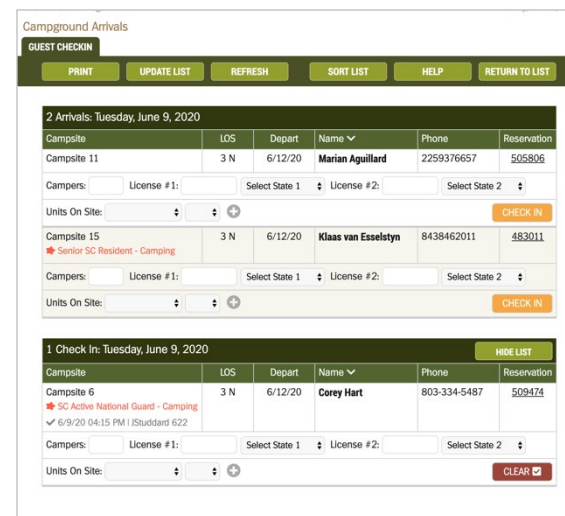 Campground Arrivals
GUEST CHECKIN
PRINT UPDATE LIST REFRESH SORT LIST HELP RETURN TO LIST
2 Arrivals: Tuesday, June 9, 2020
Campsite LOS Depart Name Phone Reservation
Campsite 11 3 N 6/12/20 Marian Aguillard 2259376657 505806
Campers: License #1: Select State 1 License #2: Select State 2
Units On Site: CHECK IN
Campsite 15 3 N 6/12/20 Klaas van Esselstyn 8438462011 483011
Senior SC Resident - Camping
Campers: License #1: Select State 1 License #2: Select State 2
Units On Site: CHECK IN
1 Check In: Tuesday, June 9, 2020 HIDE LIST
Campsite LOS Depart Name Phone Reservation
Campsite 6 3 N 6/12/20 Corey Hart 803-334-5487 509474
SC Active National Guard - Camping
6/9/20 04:15 PM | JStuddard 622
Campers: License #1: Select State 1 License #2: Select State 2
Units On Site: CLEAR